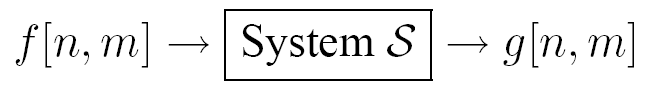 f[n, m] → System 𝒮 → g[n, m]